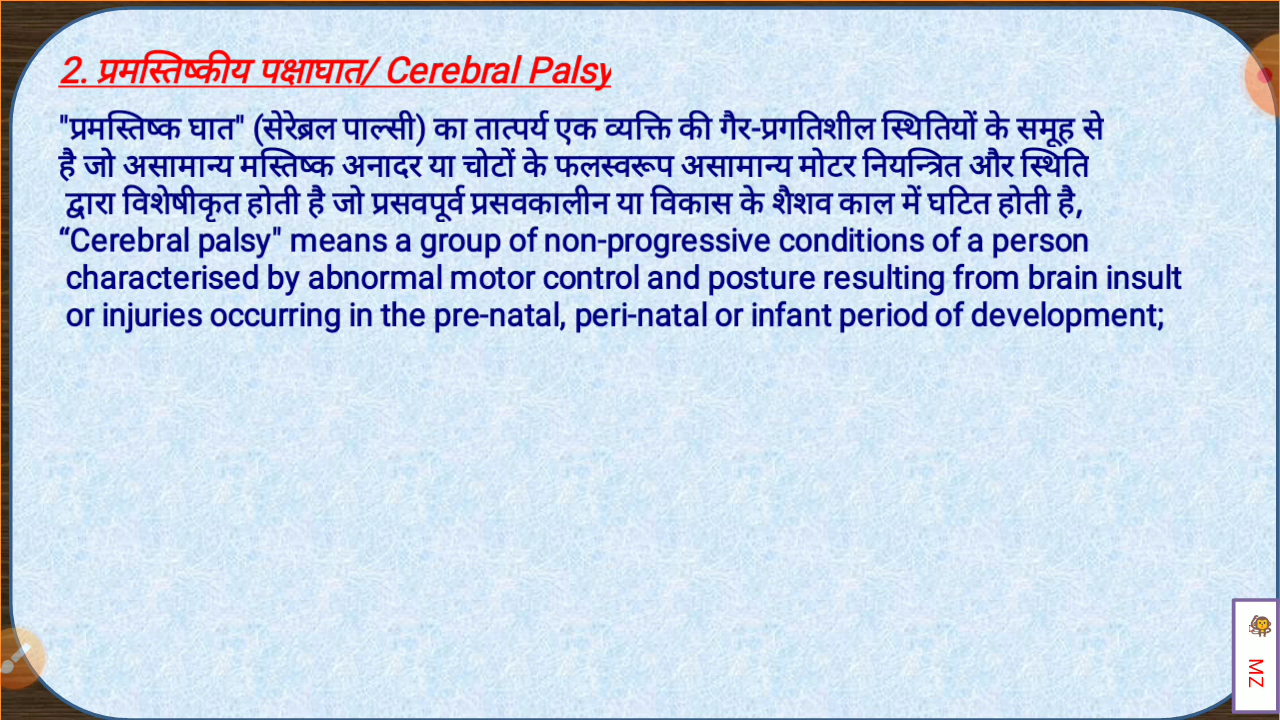 2. प्रमस्तिष्कीय पक्षाघात/ Cerebral Palsy
"प्रमस्तिष्क घात" (सेरेब्रल पाल्सी) का तात्पर्य एक व्यक्ति की गैर-प्रगतिशील स्थितियों के समूह से
है जो असामान्य मस्तिष्क अनादर या चोटों के फलस्वरूप असामान्य मोटर नियन्त्रित और स्थिति
द्वारा विशेषीकृत होती है जो प्रसवपूर्व प्रसवकालीन या विकास के शैशव काल में घटित होती है,
“Cerebral palsy" means a group of non-progressive conditions of a person
characterised by abnormal motor control and posture resulting from brain insult
or injuries occurring in the pre-natal, peri-natal or infant period of development;
MZ